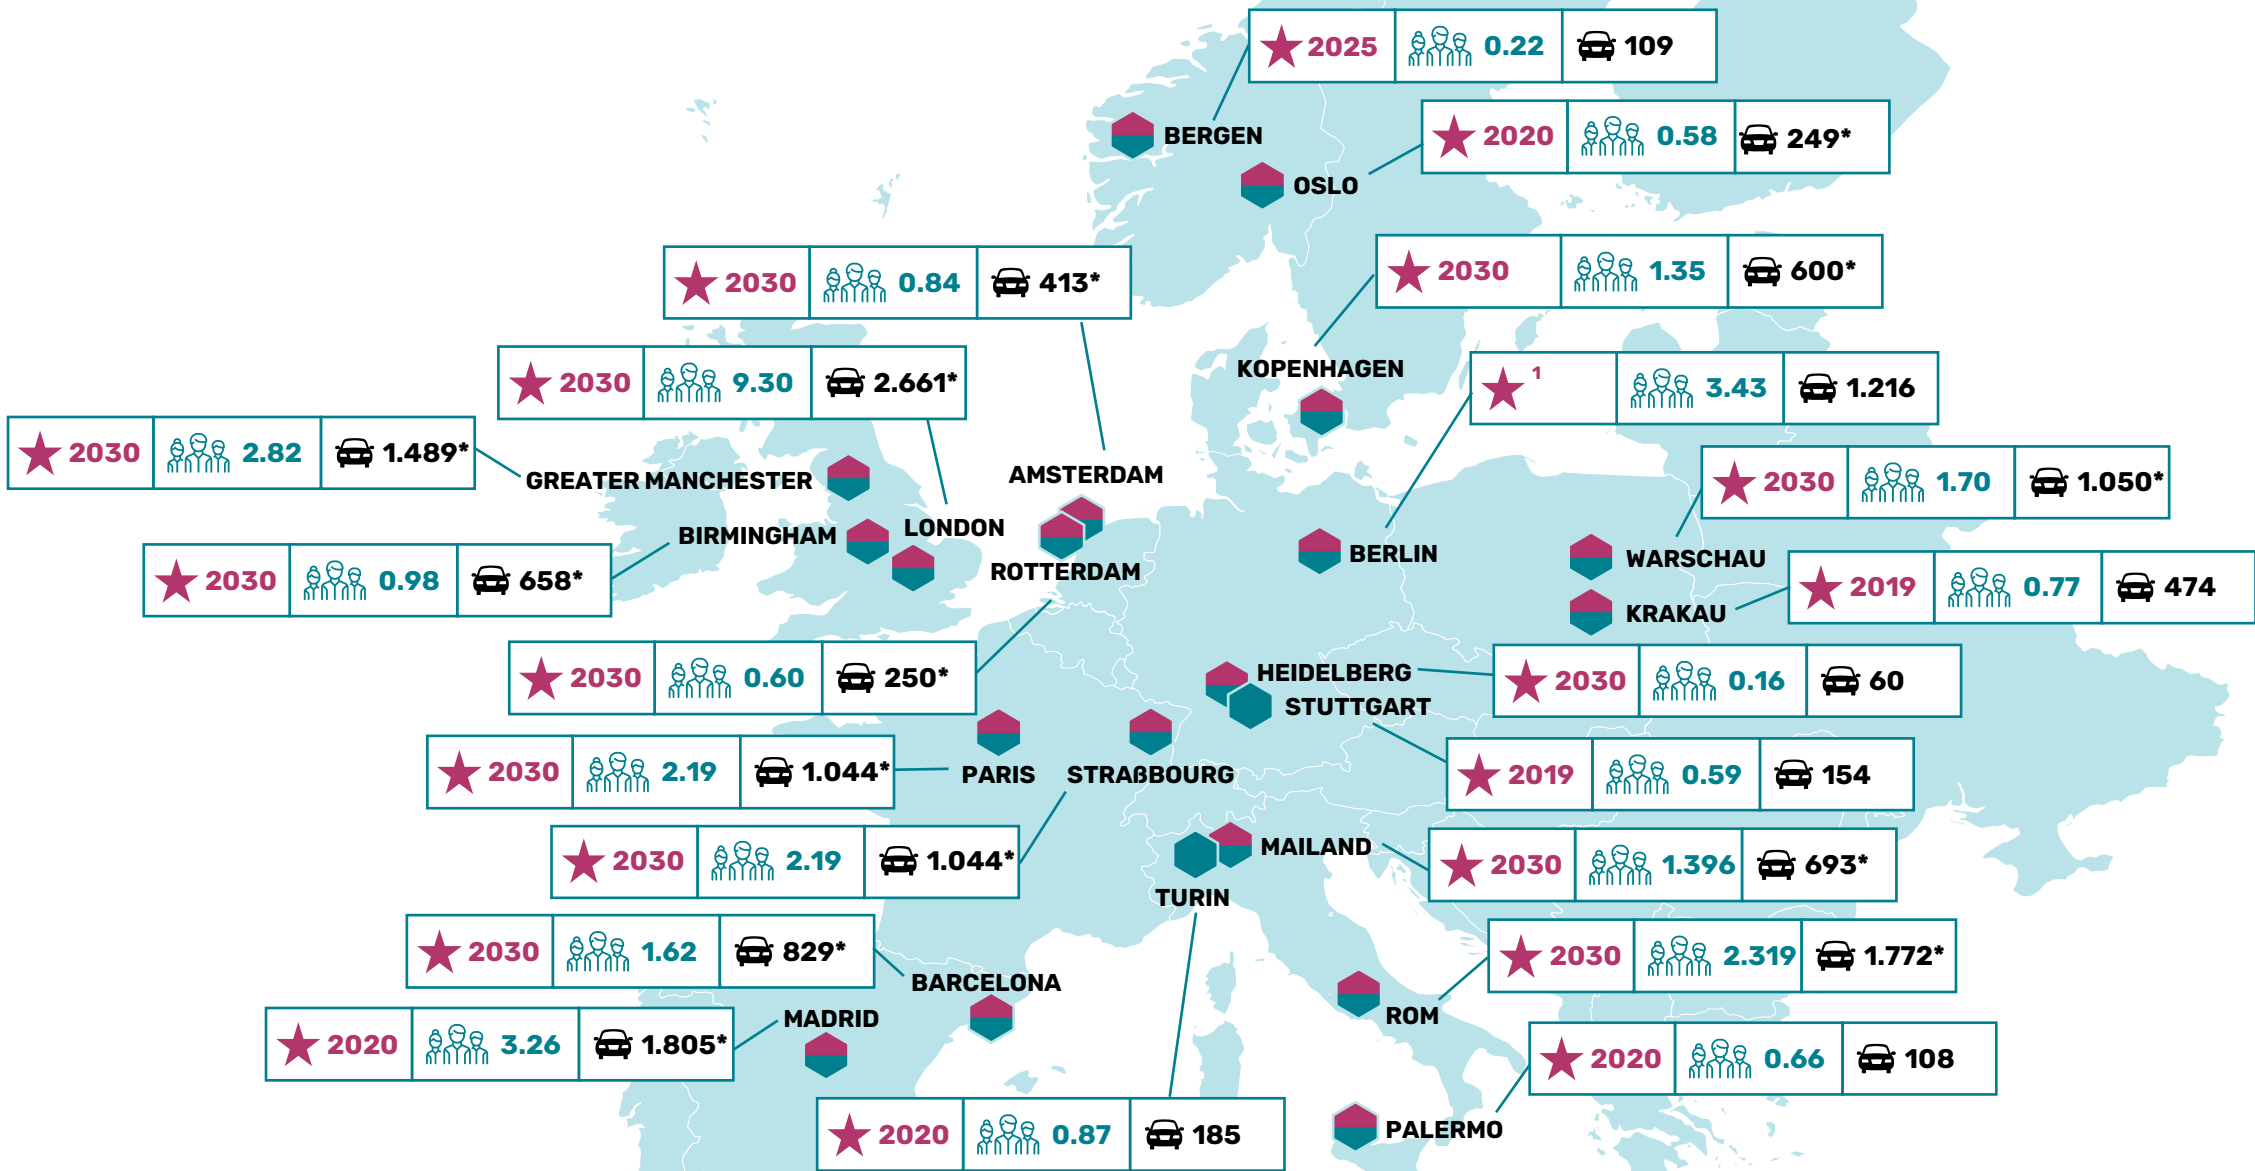 2025 0.22 109
BERGEN
2020 0.58 249*
OSLO
2030 0.84 413*
2030 1.35 600*
KOPENHAGEN
2030 9.30 2.661*
1 3.43 1.216
2030 2.82 1.489*
GREATER MANCHESTER
AMSTERDAM
2030 1.70 1.050*
BIRMINGHAM
LONDON
ROTTERDAM
BERLIN
WARSCHAU
2030 0.98 658*
2019 0.77 474
KRAKAU
2030 0.60 250*
HEIDELBERG
2030 0.16 60
STUTTGART
2030 2.19 1.044*
PARIS
STRAßBOURG
2019 0.59 154
2030 2.19 1.044*
MAILAND
2030 1.396 693*
TURIN
2030 1.62 829*
BARCELONA
2030 2.319 1.772*
ROM
2020 3.26 1.805*
MADRID
2020 0.66 108
PALERMO
2020 0.87 185